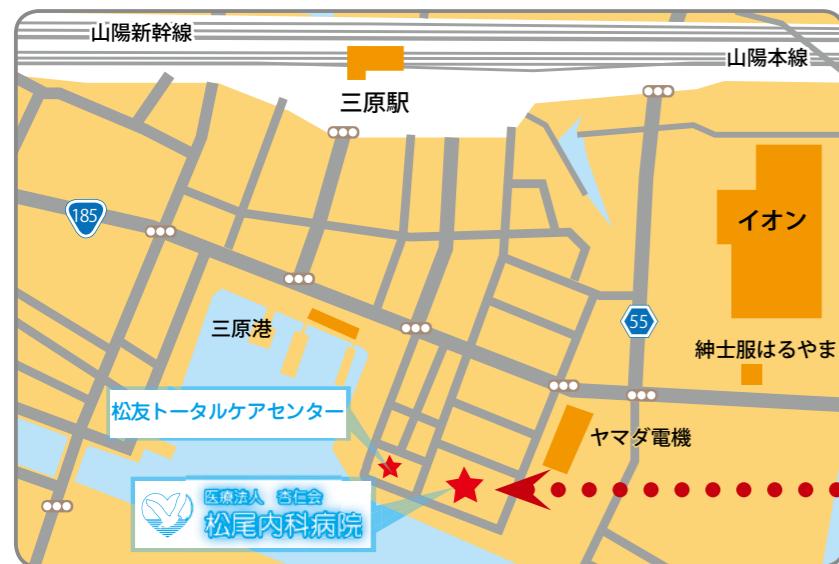 山陽新幹線
山陽本線
三原駅
185
イオン
55
三原港
紳士服はるやま
松友トータルケアセンター
ヤマダ電機
医療法人 杏仁会
松尾内科病院